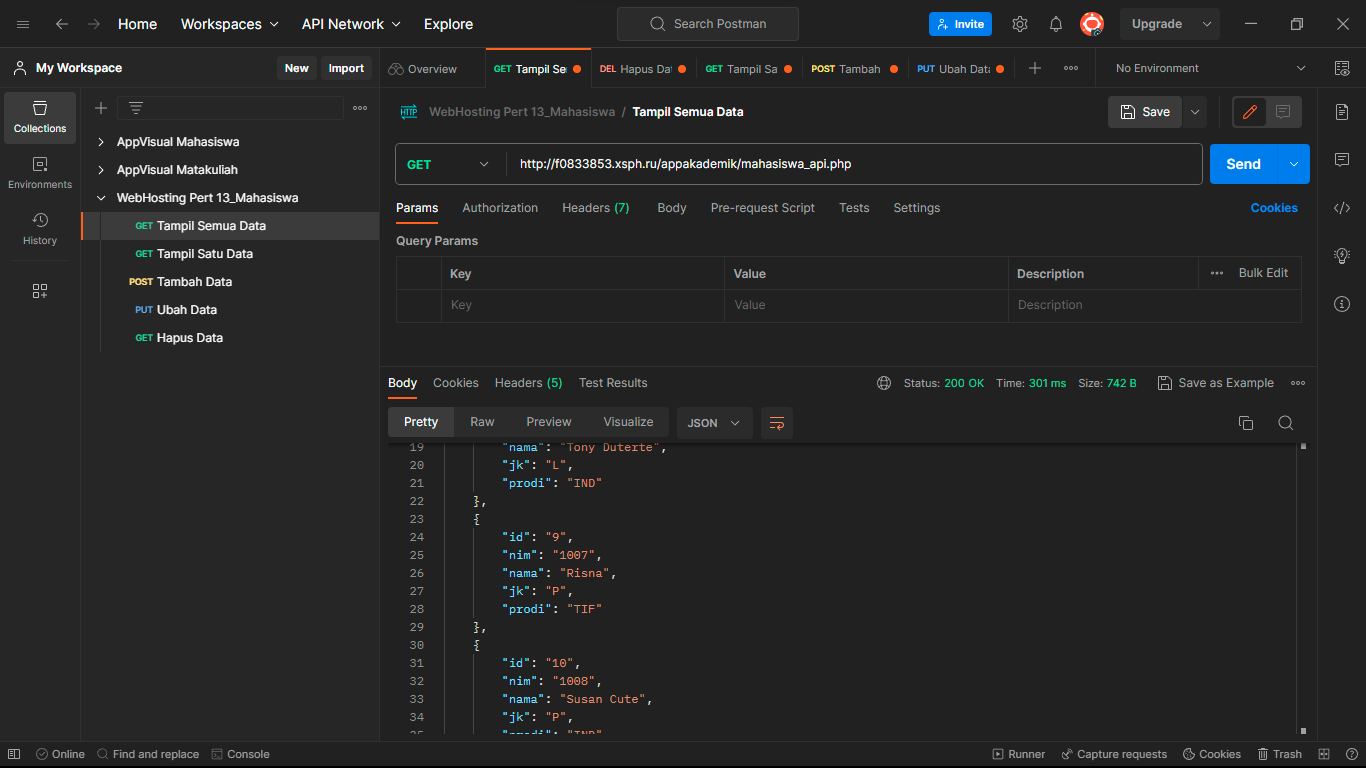 Home Workspaces API Network Explore Search Postman Invite Upgrade
My Workspace New Import Overview GET Tampil Se DEL Hapus Da GET Tampil Sa POST Tambah PUT Ubah Data No Environment
Collections
Environments
History
AppVisual Mahasiswa
AppVisual Matakuliah
WebHosting Pert 13_Mahasiswa
GET Tampil Semua Data
GET Tampil Satu Data
POST Tambah Data
PUT Ubah Data
GET Hapus Data
HTTP WebHosting Pert 13_Mahasiswa / Tampil Semua Data Save
GET http://f0833853.xsph.ru/appakademik/mahasiswa_api.php Send
Params Authorization Headers (7) Body Pre-request Script Tests Settings Cookies
Query Params
Key Value Description Bulk Edit
Key Value Description
Body Cookies Headers (5) Test Results Status: 200 OK Time: 301 ms Size: 742 B Save as Example
Pretty Raw Preview Visualize JSON
19 "nama": "Tony Duterte",
20 "jk": "L",
21 "prodi": "IND"
22 },
23 {
24 "id": "9",
25 "nim": "1007",
26 "nama": "Risna",
27 "jk": "P",
28 "prodi": "TIF"
29 },
30 {
31 "id": "10",
32 "nim": "1008",
33 "nama": "Susan Cute",
34 "jk": "P",
Online Find and replace Console Runner Capture requests Cookies Trash